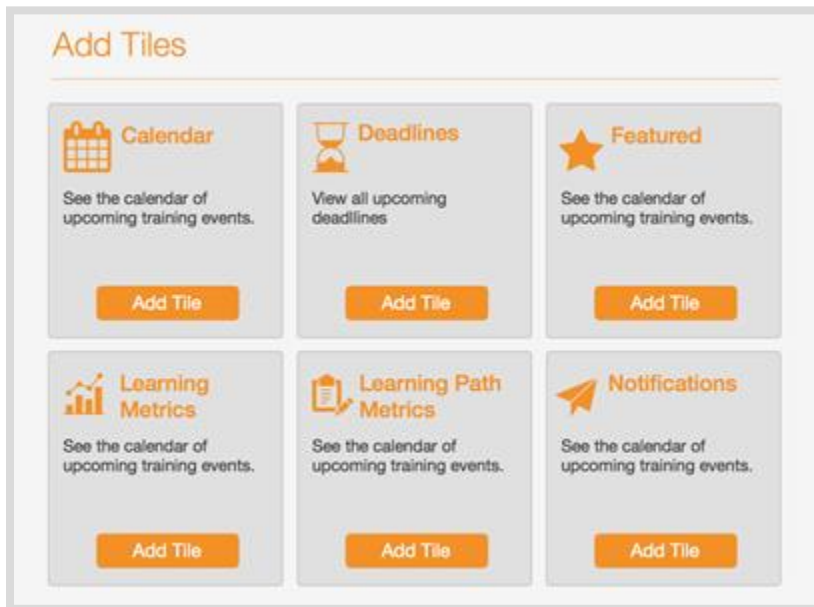 Add Tiles
Calendar
See the calendar of
upcoming training events.
Add Tile
Deadlines
View all upcoming
deadllines
Add Tile
Featured
See the calendar of
upcoming training events.
Add Tile
Learning
Metrics
See the calendar of
upcoming training events.
Add Tile
Learning Path
Metrics
See the calendar of
upcoming training events.
Add Tile
Notifications
See the calendar of
upcoming training events.
Add Tile